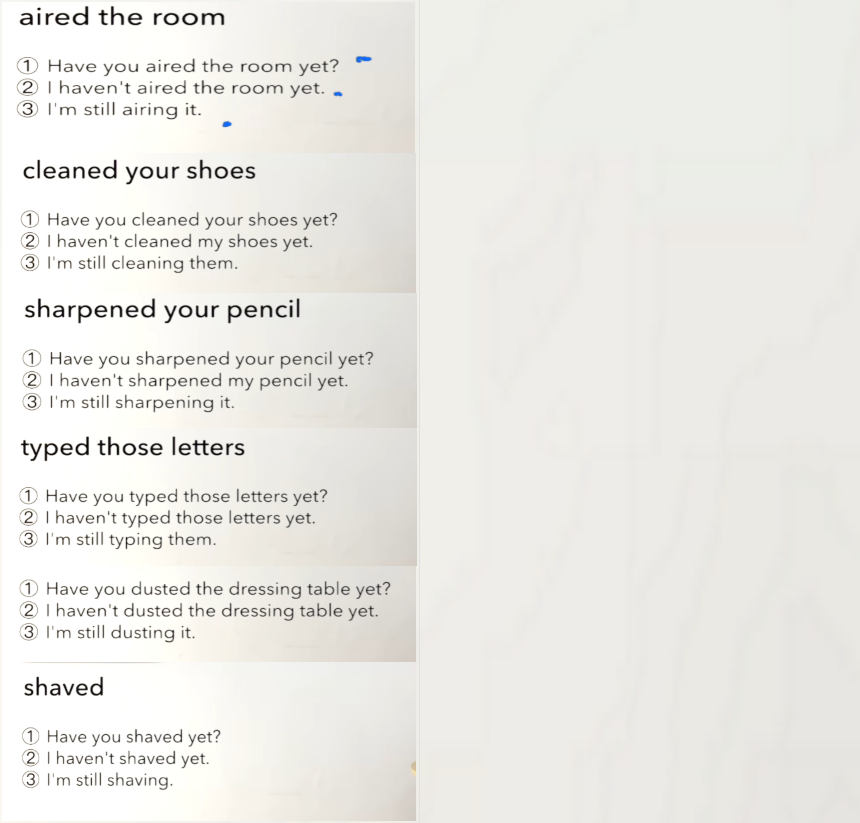 aired the room
① Have you aired the room yet?
② I haven't aired the room yet.
③ I'm still airing it.
cleaned your shoes
① Have you cleaned your shoes yet?
② I haven't cleaned my shoes yet.
③ I'm still cleaning them.
sharpened your pencil
① Have you sharpened your pencil yet?
② I haven't sharpened my pencil yet.
③ I'm still sharpening it.
typed those letters
① Have you typed those letters yet?
② I haven't typed those letters yet.
③ I'm still typing them.
① Have you dusted the dressing table yet?
② I haven't dusted the dressing table yet.
③ I'm still dusting it.
shaved
① Have you shaved yet?
② I haven't shaved yet.
③ I'm still shaving.